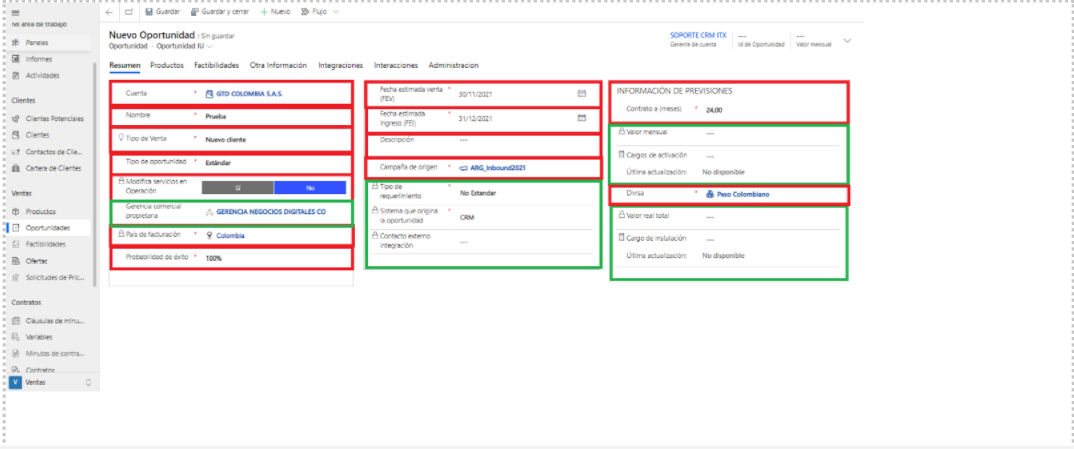 Guardar
Guardar y cerrar
Nuevo
Flujo
Mi área de trabajo
Paneles
Informes
Actividades
Clientes
Clientes Potenciales
Clientes
Contactos de Clie...
Cartera de Clientes
Ventas
Productos
Oportunidades
Factibilidades
Ofertas
Solicitudes de Pric...
Contratos
Cláusulas de minu...
Variables
Minutas de contra...
Contratos
V Ventas
Nuevo Oportunidad : Sin guardar
Oportunidad · Oportunidad IU
SOPORTE CRM ITX
Gerente de cuenta
---
Id de Oportunidad
---
Valor mensual
Resumen Productos Factibilidades Otra Información Integraciones Interacciones Administracion
Cuenta * GTD COLOMBIA S.A.S.
Nombre * Prueba
Tipo de Venta * Nuevo cliente
Tipo de oportunidad * Estándar
Modifica servicios en
Operación
Sí No
Gerencia comercial
propietaria
GERENCIA NEGOCIOS DIGITALES CO
País de facturación * Colombia
Probabilidad de éxito * 100%
Fecha estimada venta *
(FEV)
30/11/2021
Fecha estimada *
Ingreso (FEI)
31/12/2021
Descripción * ---
Campaña de origen * ARG_Inbound2021
Tipo de *
requerimiento
No Estandar
Sistema que origina *
la oportunidad
CRM
Contacto externo
integración
---
INFORMACIÓN DE PREVISIONES
Contrato a (meses) * 24,00
Valor mensual ---
Cargos de activación ---
Última actualización: No disponible
Divisa * Peso Colombiano
Valor real total ---
Cargo de instalación ---
Última actualización: No disponible